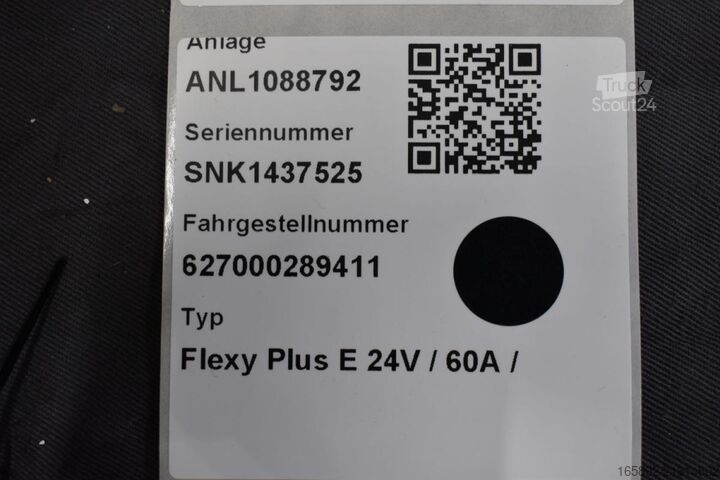 Anlage
ANL1088792
Seriennummer
SNK1437525
Fahrgestellnummer
627000289411
Typ
Flexy Plus E 24V / 60A /
Truck
Scout24